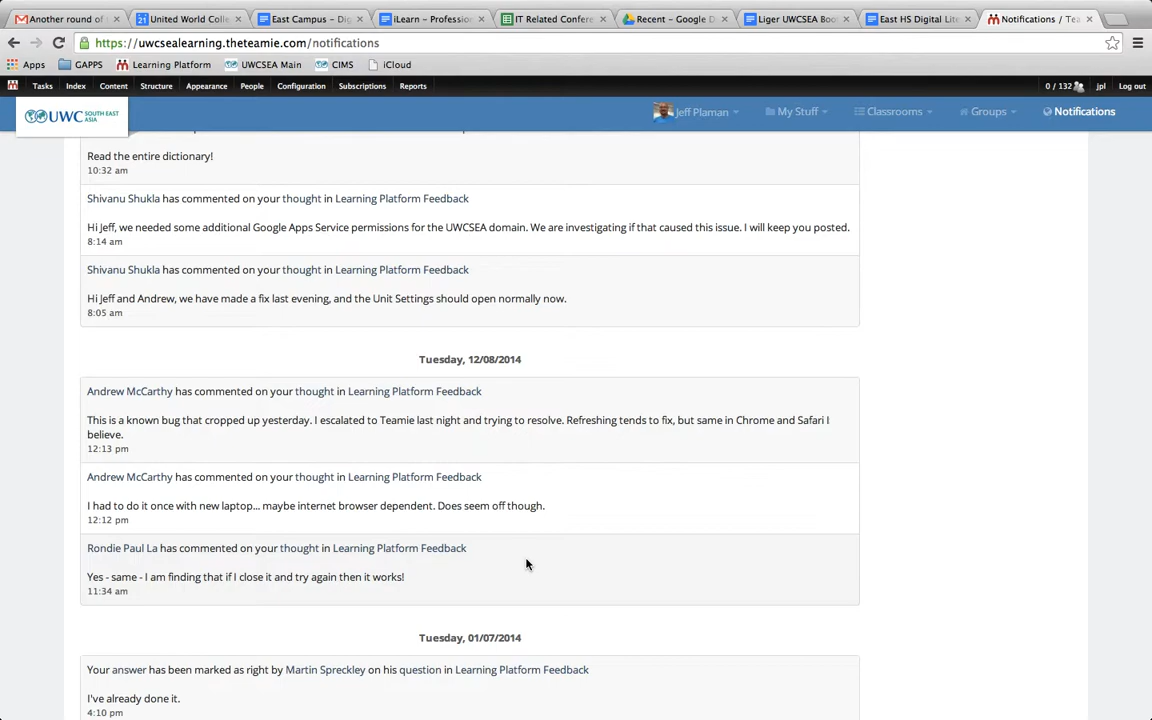 Another round of
United World Colle
East Campus – Dig
iLearn – Profession
IT Related Confere
Recent – Google D
Liger UWCSEA Boo
East HS Digital Lite
Notifications / Tea
https://uwcsealearning.theteamie.com/notifications
Apps GAPPS Learning Platform UWCSEA Main CIMS iCloud
Tasks Index Content Structure Appearance People Configuration Subscriptions Reports 0 / 132 jpl Log out
UWC SOUTH EAST ASIA
Jeff Plaman My Stuff Classrooms Groups Notifications
Read the entire dictionary!
10:32 am
Shivanu Shukla has commented on your thought in Learning Platform Feedback
Hi Jeff, we needed some additional Google Apps Service permissions for the UWCSEA domain. We are investigating if that caused this issue. I will keep you posted.
8:14 am
Shivanu Shukla has commented on your thought in Learning Platform Feedback
Hi Jeff and Andrew, we have made a fix last evening, and the Unit Settings should open normally now.
8:05 am
Tuesday, 12/08/2014
Andrew McCarthy has commented on your thought in Learning Platform Feedback
This is a known bug that cropped up yesterday. I escalated to Teamie last night and trying to resolve. Refreshing tends to fix, but same in Chrome and Safari I
believe.
12:13 pm
Andrew McCarthy has commented on your thought in Learning Platform Feedback
I had to do it once with new laptop... maybe internet browser dependent. Does seem off though.
12:12 pm
Rondie Paul La has commented on your thought in Learning Platform Feedback
Yes - same - I am finding that if I close it and try again then it works!
11:34 am
Tuesday, 01/07/2014
Your answer has been marked as right by Martin Spreckley on his question in Learning Platform Feedback
I've already done it.
4:10 pm